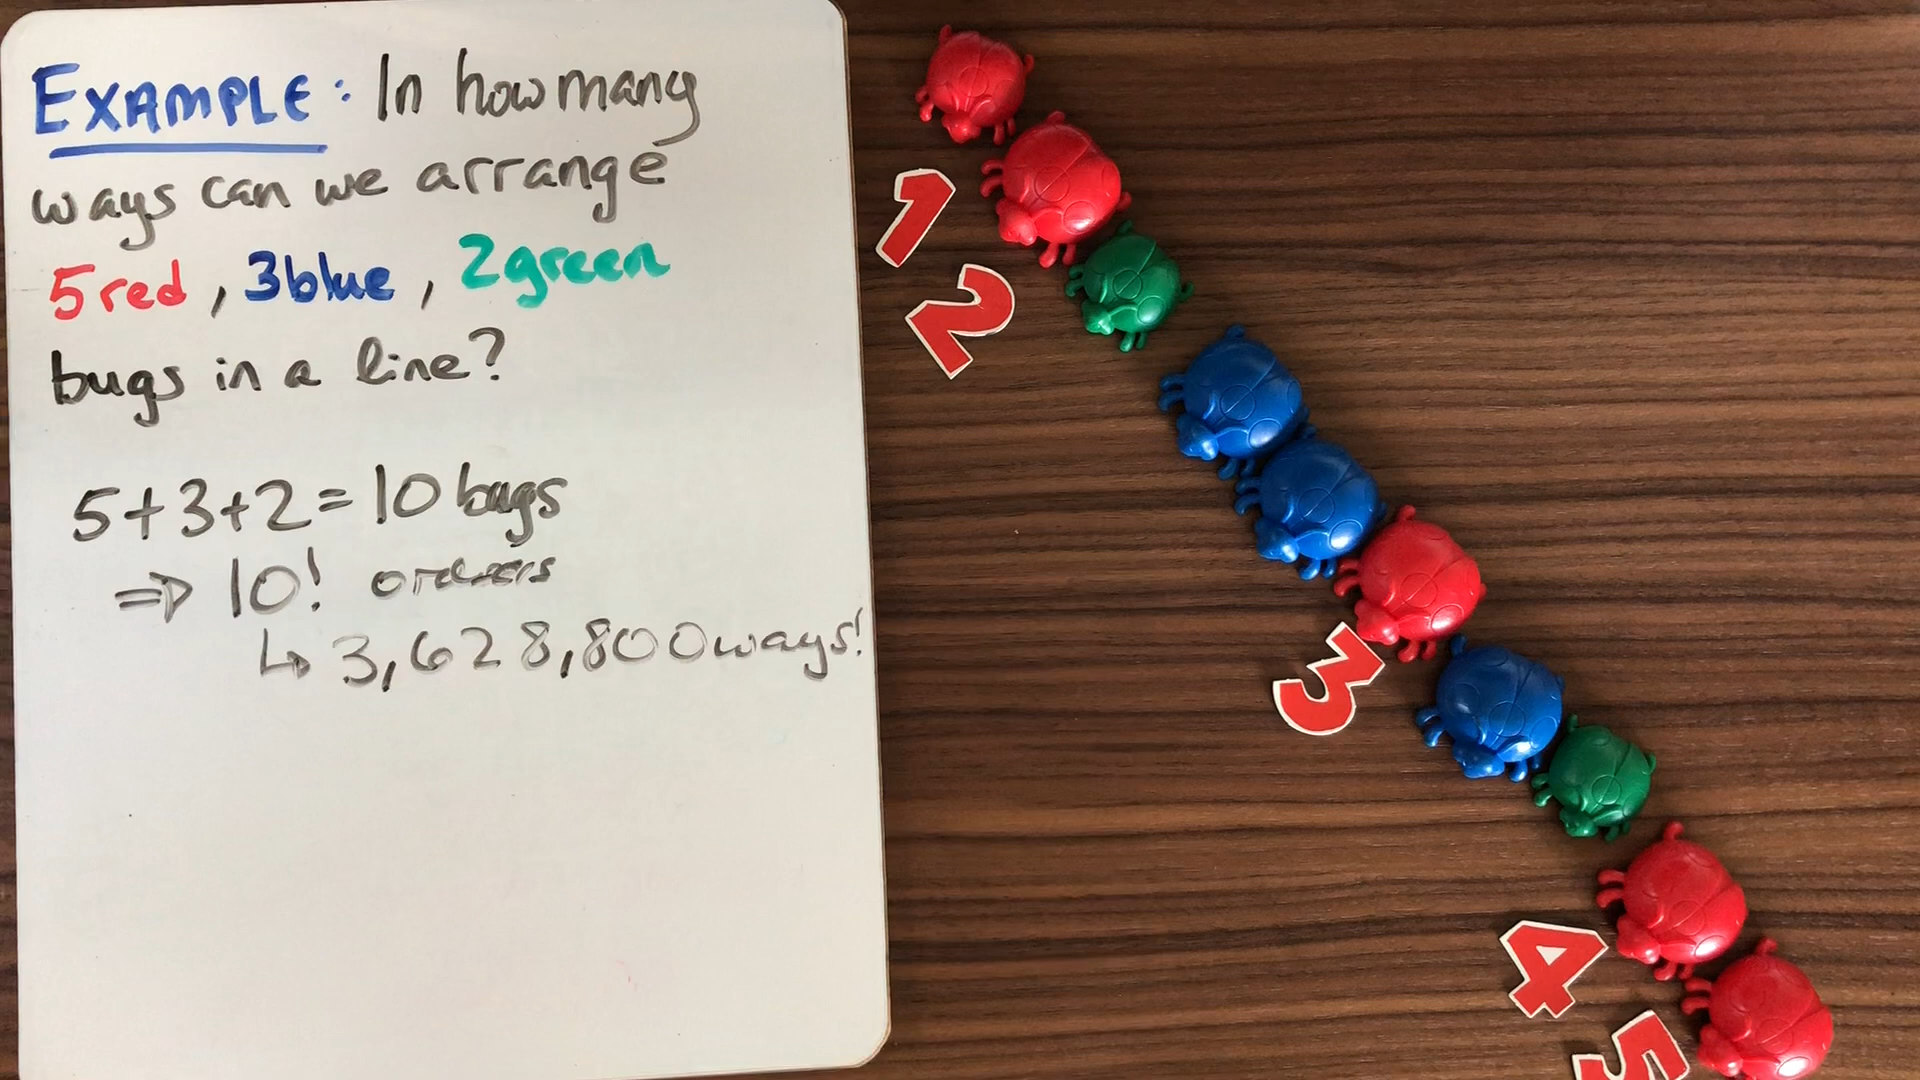 EXAMPLE: In how many
ways can we arrange
5 red, 3 blue, 2 green
bugs in a line?
5+3+2=10 bugs
⇒ 10! orders
↳ 3,628,800 ways!
1
2
3
4
5